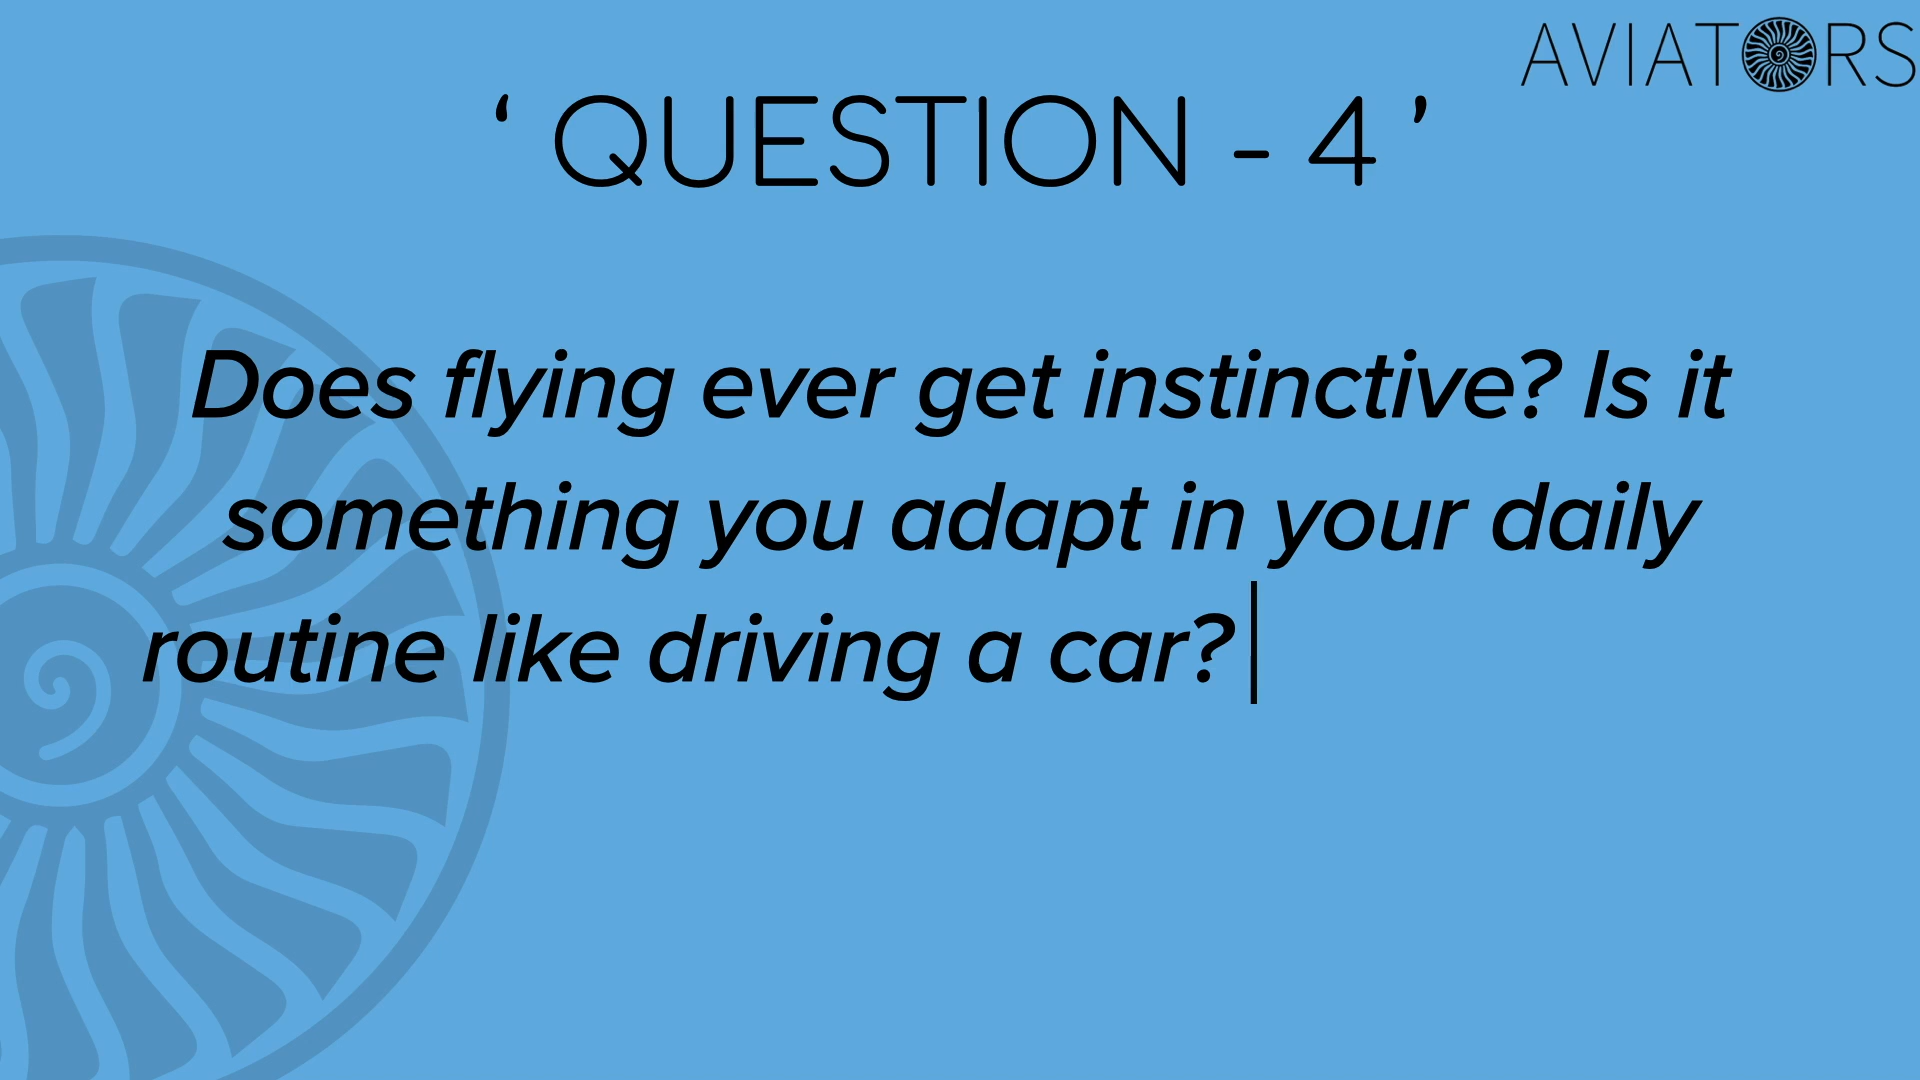 AVIATORS
‘ QUESTION - 4 ’
Does flying ever get instinctive? Is it
something you adapt in your daily
routine like driving a car?